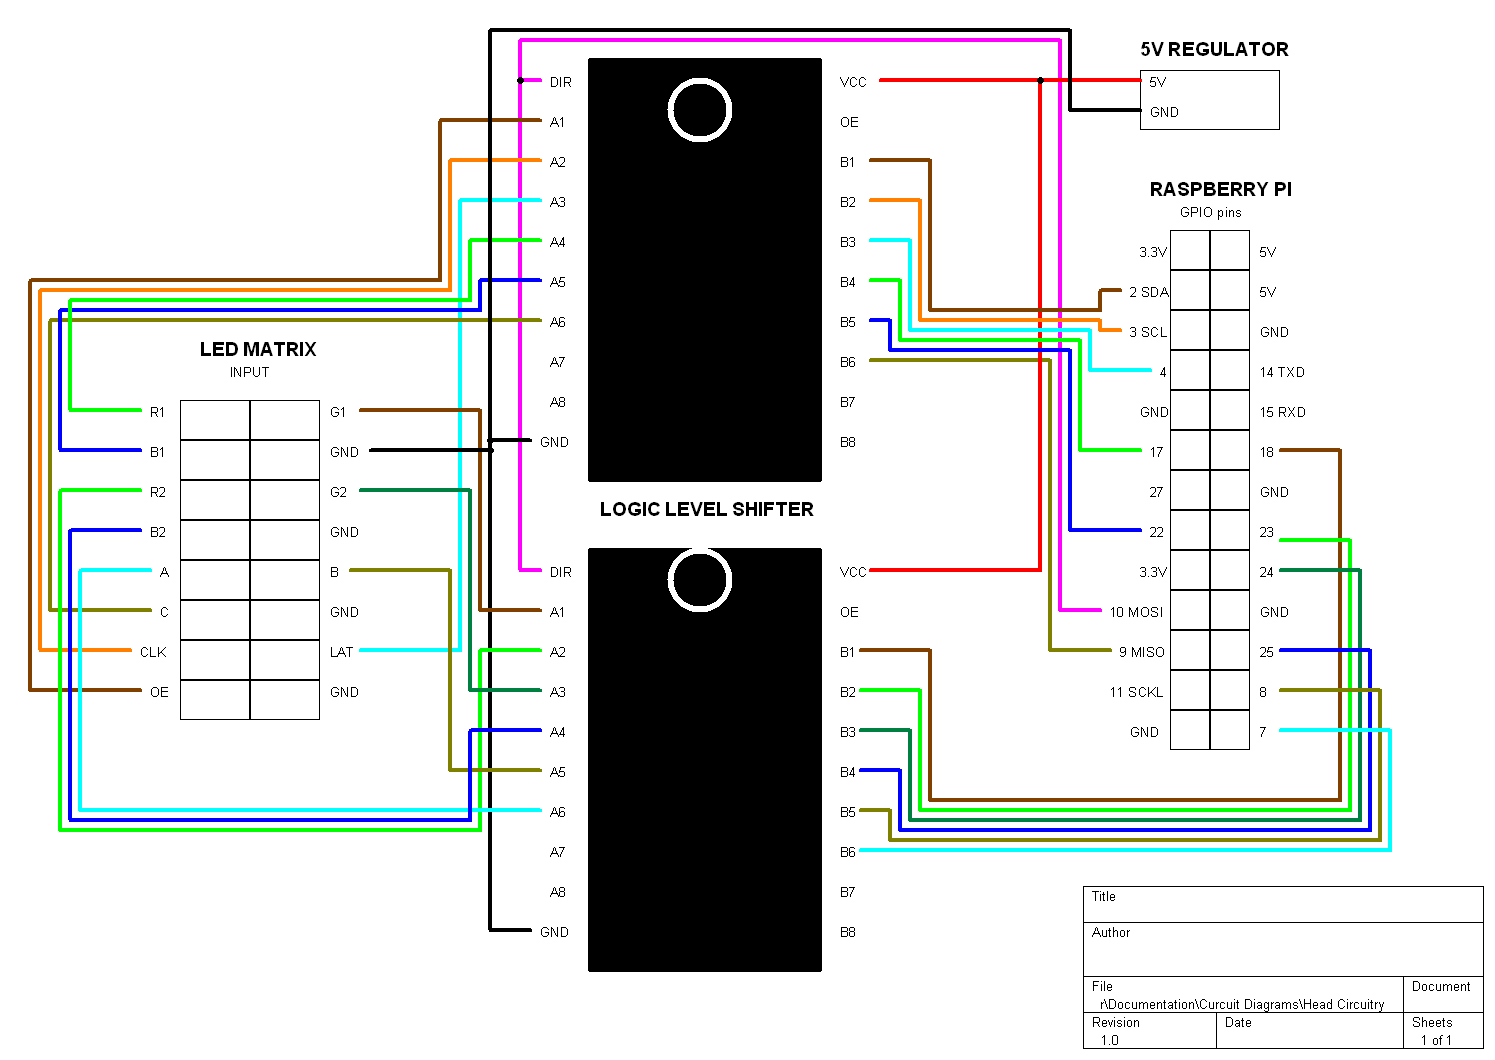 5V REGULATOR
5V
GND
DIR
A1
A2
A3
A4
A5
A6
A7
A8
GND
VCC
OE
B1
B2
B3
B4
B5
B6
B7
B8
LOGIC LEVEL SHIFTER
DIR
A1
A2
A3
A4
A5
A6
A7
A8
GND
VCC
OE
B1
B2
B3
B4
B5
B6
B7
B8
LED MATRIX
INPUT
R1 G1
B1 GND
R2 G2
B2 GND
A B
C GND
CLK LAT
OE GND
RASPBERRY PI
GPIO pins
3.3V 5V
2 SDA 5V
3 SCL GND
4 14 TXD
GND 15 RXD
17 18
27 GND
22 23
3.3V 24
10 MOSI GND
9 MISO 25
11 SCKL 8
GND 7
Title
Author
File Document
r\Documentation\Curcuit Diagrams\Head Circuitry
Revision Date Sheets
1.0 1 of 1